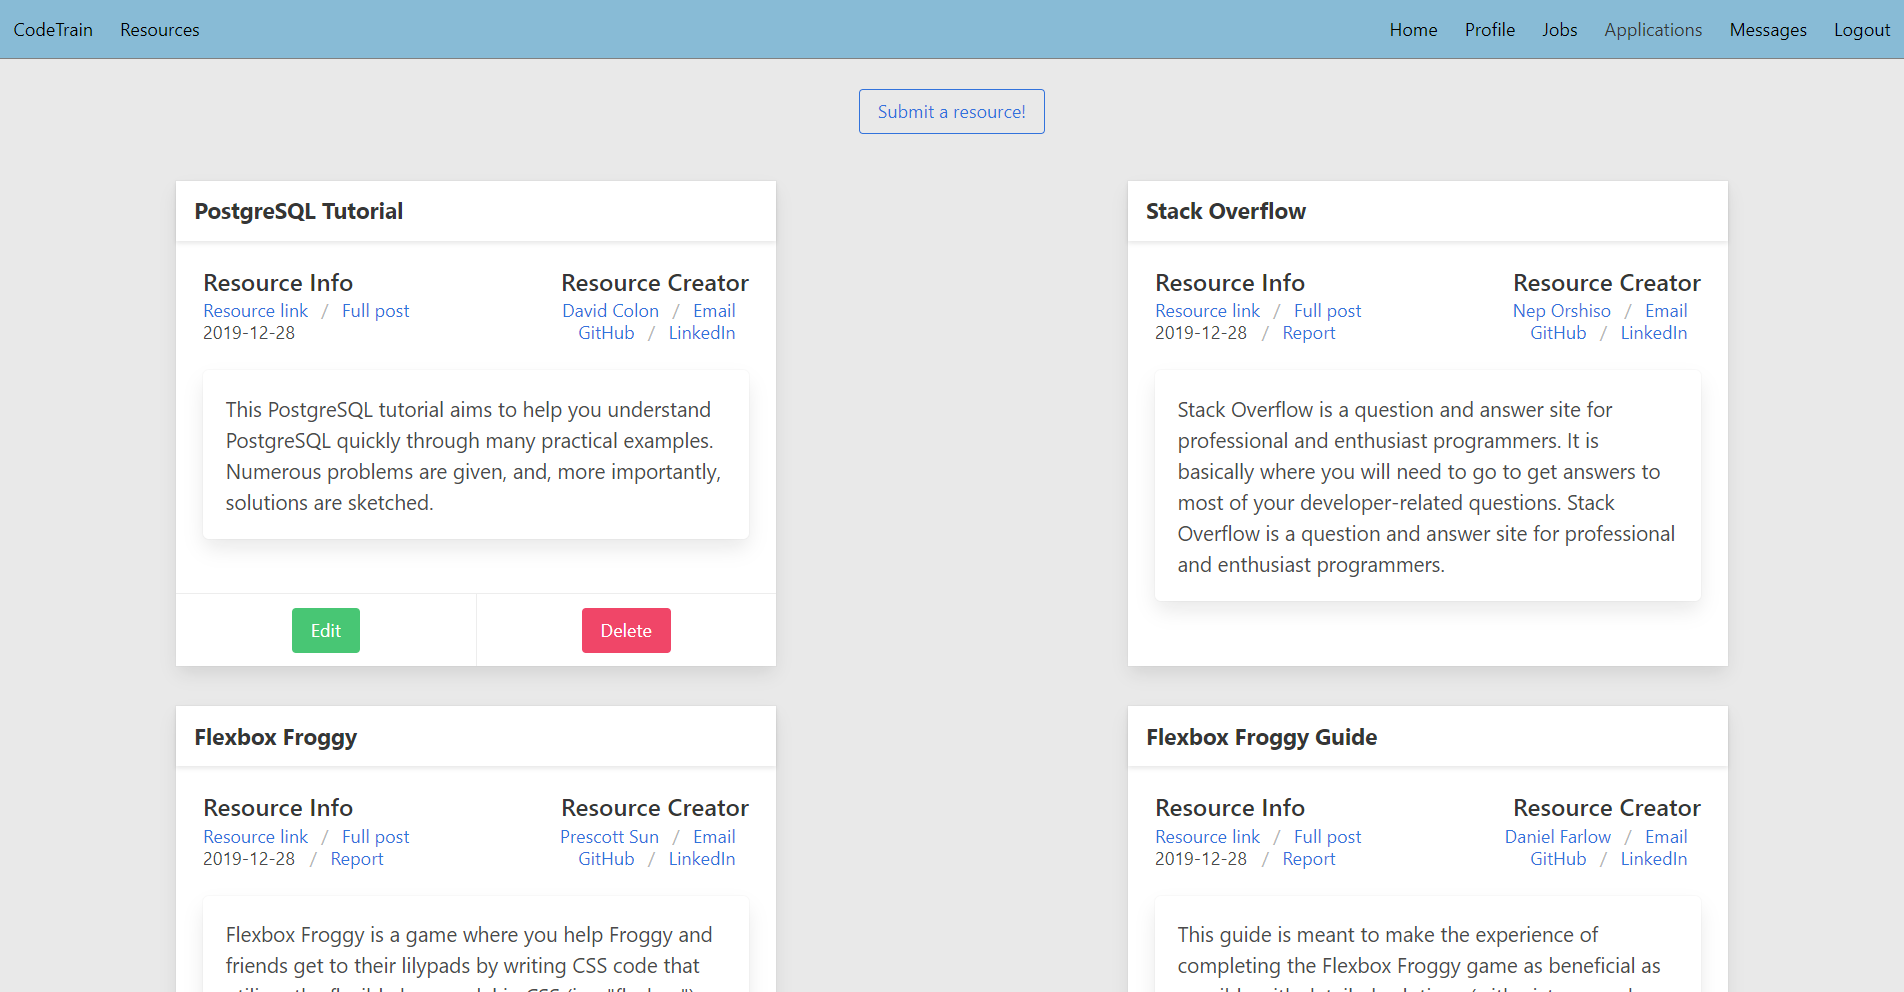 CodeTrain Resources Home Profile Jobs Applications Messages Logout
Submit a resource!
PostgreSQL Tutorial
Resource Info Resource Creator
Resource link / Full post David Colon / Email
2019-12-28 GitHub / LinkedIn
This PostgreSQL tutorial aims to help you understand
PostgreSQL quickly through many practical examples.
Numerous problems are given, and, more importantly,
solutions are sketched.
Edit Delete
Stack Overflow
Resource Info Resource Creator
Resource link / Full post Nep Orshiso / Email
2019-12-28 / Report GitHub / LinkedIn
Stack Overflow is a question and answer site for
professional and enthusiast programmers. It is
basically where you will need to go to get answers to
most of your developer-related questions. Stack
Overflow is a question and answer site for professional
and enthusiast programmers.
Flexbox Froggy
Resource Info Resource Creator
Resource link / Full post Prescott Sun / Email
2019-12-28 / Report GitHub / LinkedIn
Flexbox Froggy is a game where you help Froggy and
friends get to their lilypads by writing CSS code that
Flexbox Froggy Guide
Resource Info Resource Creator
Resource link / Full post Daniel Farlow / Email
2019-12-28 / Report GitHub / LinkedIn
This guide is meant to make the experience of
completing the Flexbox Froggy game as beneficial as